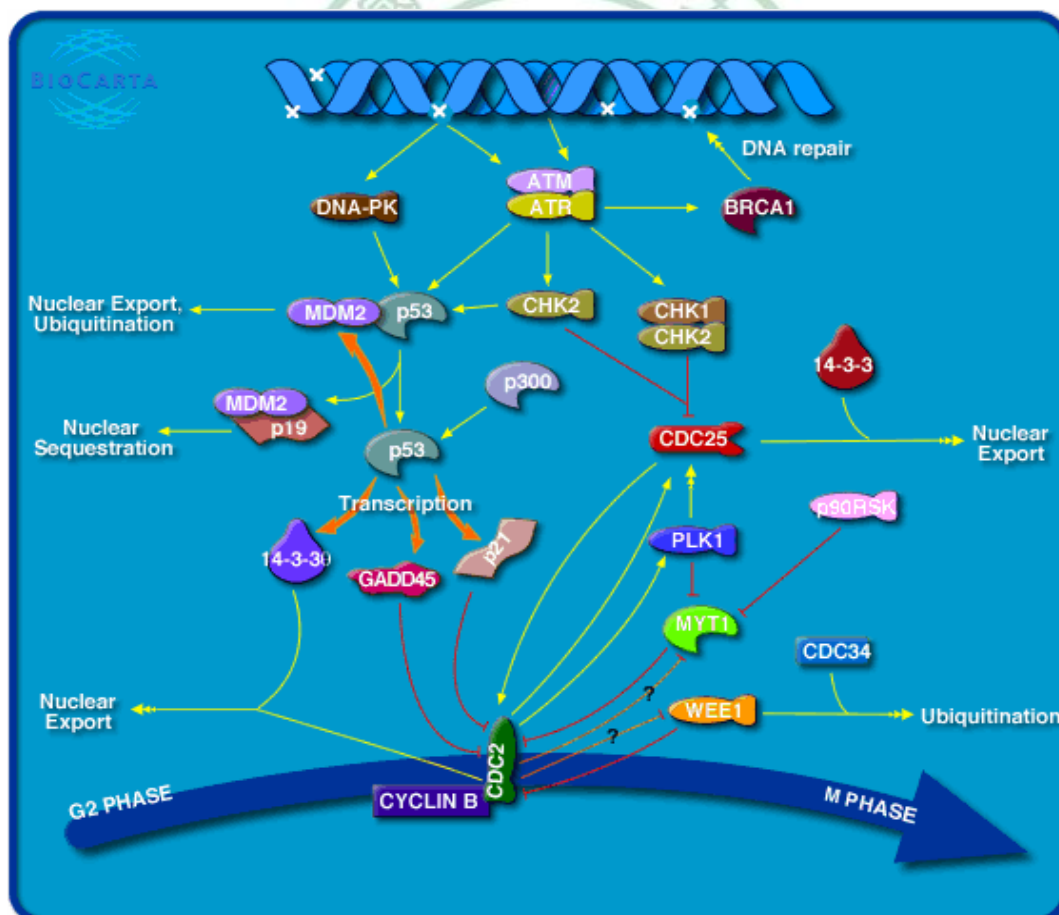 BIOCARTA
DNA repair
ATM
DNA-PK
ATR
BRCA1
Nuclear Export,
Ubiquitination
MDM2
p53
CHK2
CHK1
CHK2
14-3-3
p300
MDM2
p19
Nuclear
Sequestration
p53
CDC25
Nuclear
Export
Transcription
p90RSK
p21
PLK1
14-3-3θ
GADD45
MYT1
CDC34
?
Nuclear
Export
WEE1
Ubiquitination
?
CDC2
G2 PHASE
CYCLIN B
M PHASE